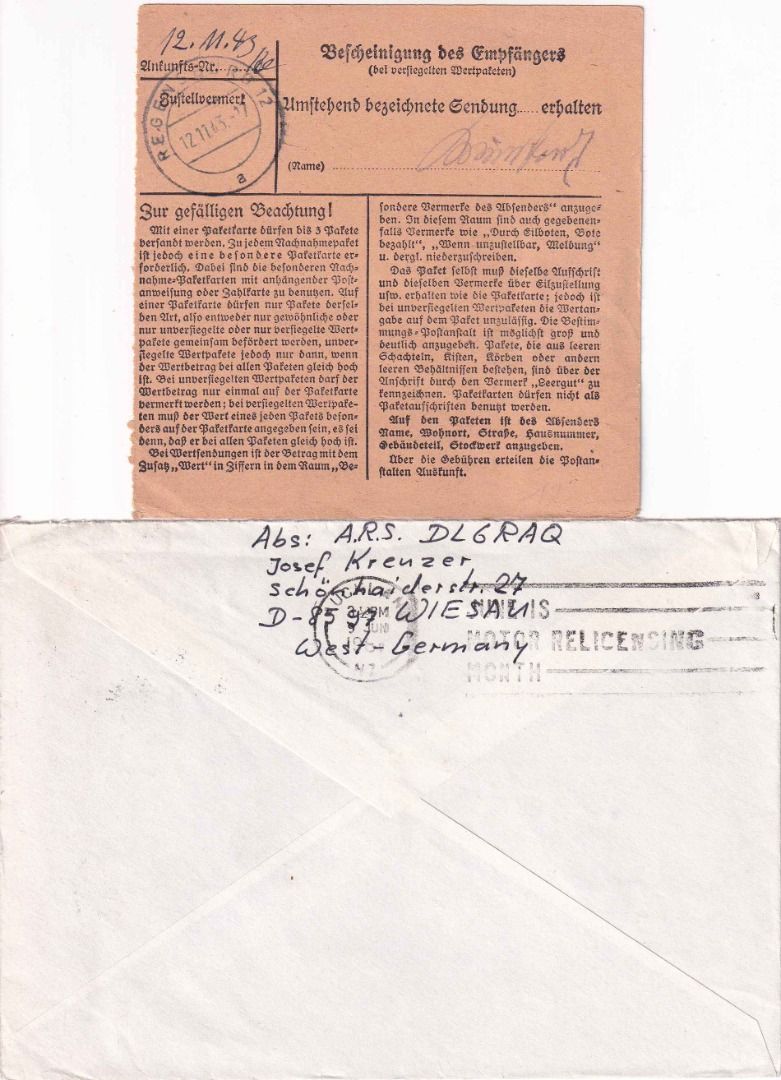 12.11.43
Ankunfts-Nr.
Zustellvermerk
REGENSBURG 12
12.11.43.-17
a
Bescheinigung des Empfängers
(bei versiegelten Wertpaketen)
Umstehend bezeichnete Sendung..... erhalten
(Name)
Zur gefälligen Beachtung!
Mit einer Paketkarte dürfen bis 3 Pakete
versandt werden. Zu jedem Nachnahmepaket
ist jedoch eine besondere Paketkarte er-
forderlich. Dabei sind die besonderen Nach-
nahme-Paketkarten mit anhängender Post-
anweisung oder Zahlkarte zu benutzen. Auf
einer Paketkarte dürfen nur Pakete dersel-
ben Art, also entweder nur gewöhnliche oder
nur unversiegelte oder nur versiegelte Wert-
pakete gemeinsam befördert werden, unver-
siegelte Wertpakete jedoch nur dann, wenn
der Wertbetrag bei allen Paketen gleich hoch
ist. Bei unversiegelten Wertpaketen darf der
Wertbetrag nur einmal auf der Paketkarte
vermerkt werden; bei versiegelten Wertpake-
ten muß der Wert eines jeden Pakets beson-
ders auf der Paketkarte angegeben sein, es sei
denn, daß er bei allen Paketen gleich hoch ist.
Bei Wertsendungen ist der Betrag mit dem
Zusatz „Wert" in Ziffern in dem Raum „Be-
sondere Vermerke des Absenders" anzuge-
ben. In diesem Raum sind auch gegebenen-
falls Vermerke wie „Durch Eilboten, Bote
bezahlt", „Wenn unzustellbar, Meldung"
u. dergl. niederzuschreiben.
Das Paket selbst muß dieselbe Aufschrift
und dieselben Vermerke über Eilzustellung
usw. erhalten wie die Paketkarte; jedoch ist
bei unversiegelten Wertpaketen die Wertan-
gabe auf dem Paket unzulässig. Die Bestim-
mungs-Postanstalt ist möglichst groß und
deutlich anzugeben. Pakete, die aus leeren
Schachteln, Kisten, Körben oder andern
leeren Behältnissen bestehen, sind über der
Anschrift durch den Vermerk „Leergut" zu
kennzeichnen. Paketkarten dürfen nicht als
Paketaufschriften benutzt werden.
Auf den Paketen ist des Absenders
Name, Wohnort, Straße, Hausnummer,
Gebäudeteil, Stockwerk anzugeben.
Über die Gebühren erteilen die Postan-
stalten Auskunft.
Abs: A.R.S. DL6RAQ
Josef Kreuzer
Schönhaiderstr. 27
D-8597 WIESAU
West-Germany
PM
JUN
JUNE IS
MOTOR RELICENSING
MONTH